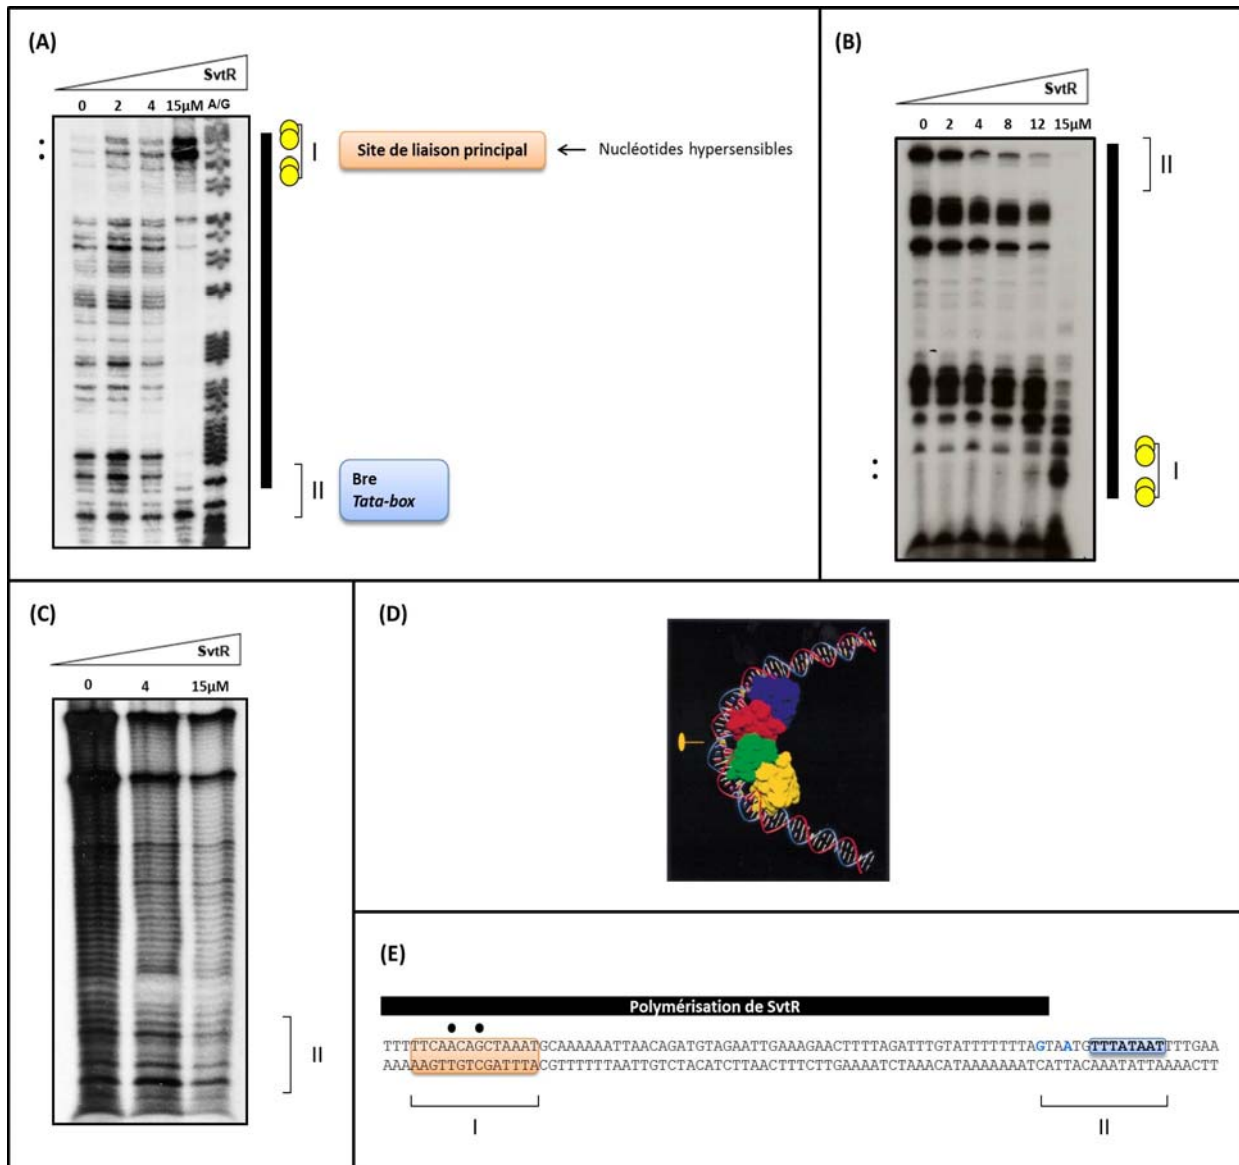 (A)
SvtR
0 2 4 15µM A/G
I
Site de liaison principal
Nucléotides hypersensibles
II
Bre
Tata-box
(B)
SvtR
0 2 4 8 12 15µM
II
I
(C)
SvtR
0 4 15µM
II
(D)
(E)
Polymérisation de SvtR
TTTTTCAACAGCTAAATGCAAAAAATTAACAGATGTAGAATTGAAAGAACTTTTAGATTTGTATTTTTTTAGTAATGTTTATAATTTTGAA
AAAAAGTTGTCGATTTACGTTTTTTAATTGTCTACATCTTAACTTTCTTGAAAATCTAAACATAAAAAAATCATTACAAATATTAAAACTT
I
II